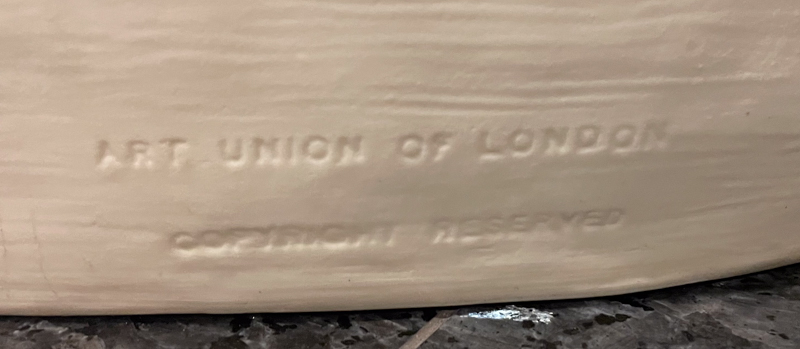 ART UNION OF LONDON
COPYRIGHT RESERVED